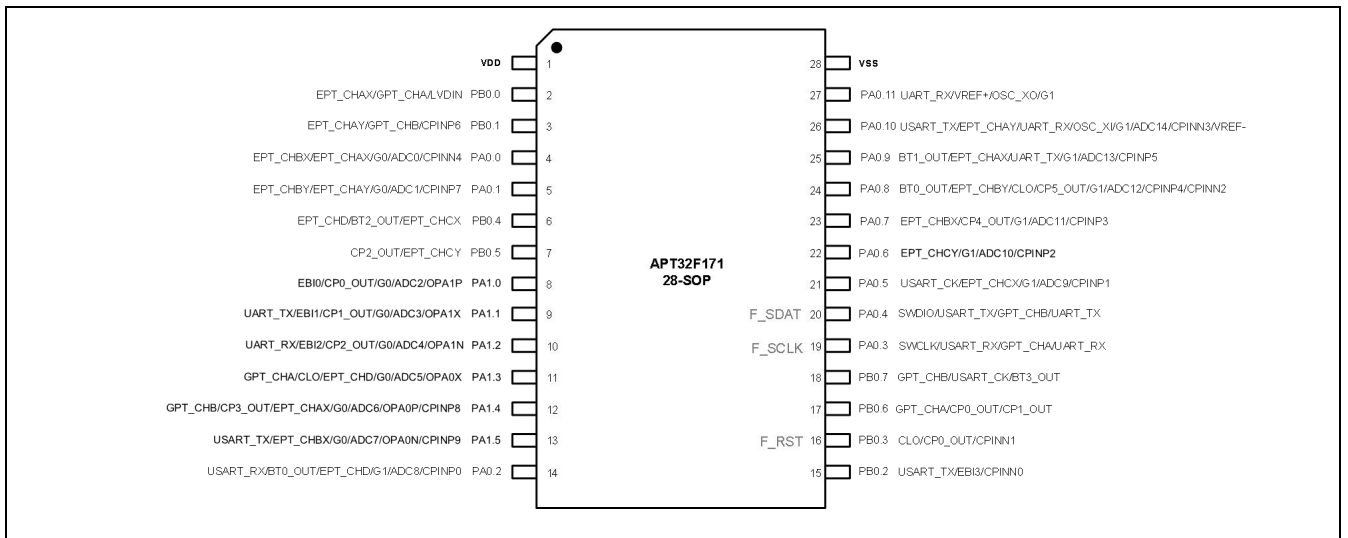 VDD 1 28 VSS
EPT_CHAX/GPT_CHA/LVDIN PB0.0 2 27 PA0.11 UART_RX/VREF+/OSC_XO/G1
EPT_CHAY/GPT_CHB/CPINP6 PB0.1 3 26 PA0.10 USART_TX/EPT_CHAY/UART_RX/OSC_XI/G1/ADC14/CPINN3/VREF-
EPT_CHBX/EPT_CHAX/G0/ADC0/CPINN4 PA0.0 4 25 PA0.9 BT1_OUT/EPT_CHAX/UART_TX/G1/ADC13/CPINP5
EPT_CHBY/EPT_CHAY/G0/ADC1/CPINP7 PA0.1 5 24 PA0.8 BT0_OUT/EPT_CHBY/CLO/CP5_OUT/G1/ADC12/CPINP4/CPINN2
EPT_CHD/BT2_OUT/EPT_CHCX PB0.4 6 23 PA0.7 EPT_CHBX/CP4_OUT/G1/ADC11/CPINP3
CP2_OUT/EPT_CHCY PB0.5 7 22 PA0.6 EPT_CHCY/G1/ADC10/CPINP2
APT32F171
28-SOP
EBI0/CP0_OUT/G0/ADC2/OPA1P PA1.0 8 21 PA0.5 USART_CK/EPT_CHCX/G1/ADC9/CPINP1
UART_TX/EBI1/CP1_OUT/G0/ADC3/OPA1X PA1.1 9 F_SDAT 20 PA0.4 SWDIO/USART_TX/GPT_CHB/UART_TX
UART_RX/EBI2/CP2_OUT/G0/ADC4/OPA1N PA1.2 10 F_SCLK 19 PA0.3 SWCLK/USART_RX/GPT_CHA/UART_RX
GPT_CHA/CLO/EPT_CHD/G0/ADC5/OPA0X PA1.3 11 18 PB0.7 GPT_CHB/USART_CK/BT3_OUT
GPT_CHB/CP3_OUT/EPT_CHAX/G0/ADC6/OPA0P/CPINP8 PA1.4 12 17 PB0.6 GPT_CHA/CP0_OUT/CP1_OUT
USART_TX/EPT_CHBX/G0/ADC7/OPA0N/CPINP9 PA1.5 13 F_RST 16 PB0.3 CLO/CP0_OUT/CPINN1
USART_RX/BT0_OUT/EPT_CHD/G1/ADC8/CPINP0 PA0.2 14 15 PB0.2 USART_TX/EBI3/CPINN0